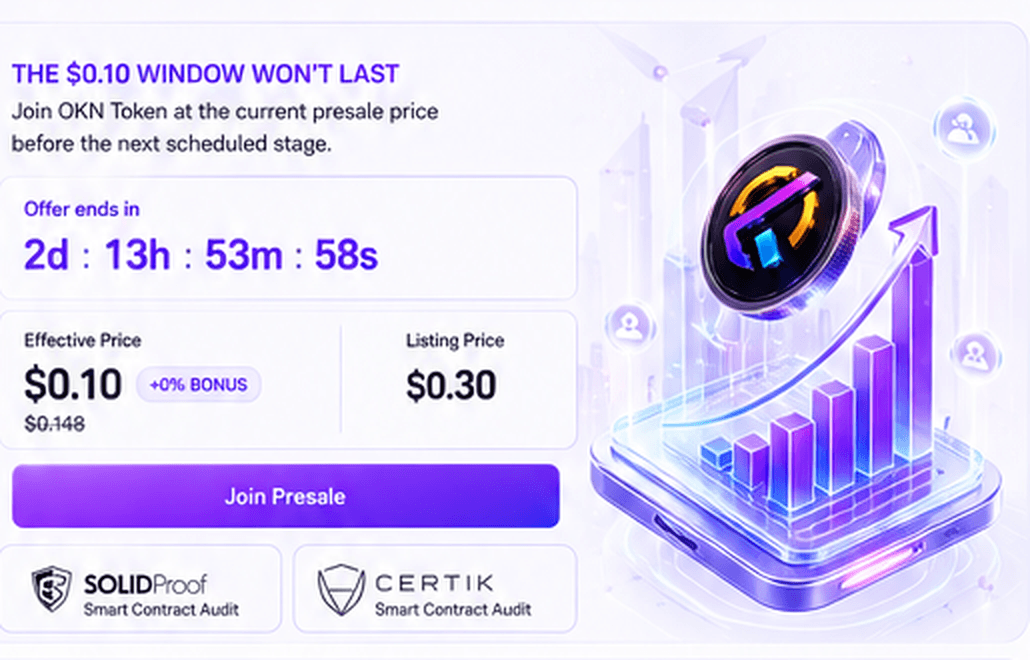 THE $0.10 WINDOW WON'T LAST
Join OKN Token at the current presale price
before the next scheduled stage.
Offer ends in
2d : 13h : 53m : 58s
Effective Price
$0.10 +0% BONUS
$0.148
Listing Price
$0.30
Join Presale
SOLIDProof
Smart Contract Audit
CERTIK
Smart Contract Audit